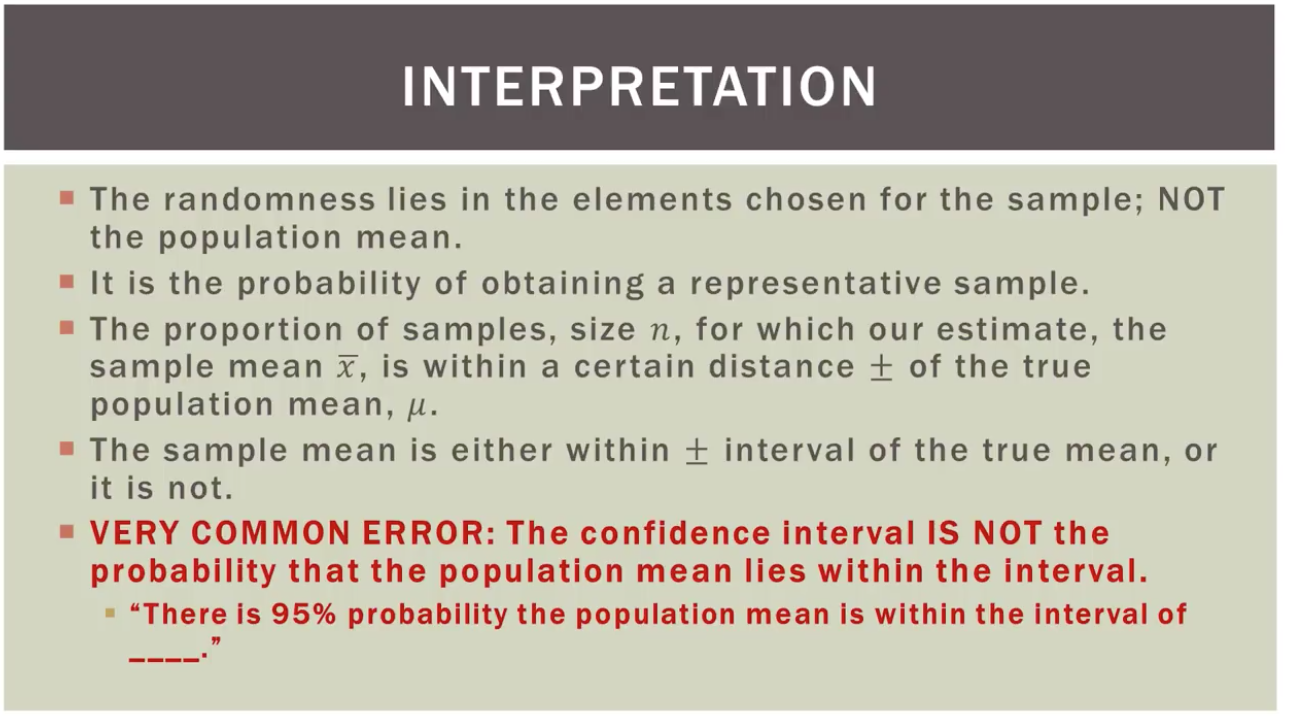 INTERPRETATION
The randomness lies in the elements chosen for the sample; NOT
the population mean.
It is the probability of obtaining a representative sample.
The proportion of samples, size n, for which our estimate, the
sample mean x̅, is within a certain distance ± of the true
population mean, μ.
The sample mean is either within ± interval of the true mean, or
it is not.
VERY COMMON ERROR: The confidence interval IS NOT the
probability that the population mean lies within the interval.
“There is 95% probability the population mean is within the interval of
____.”